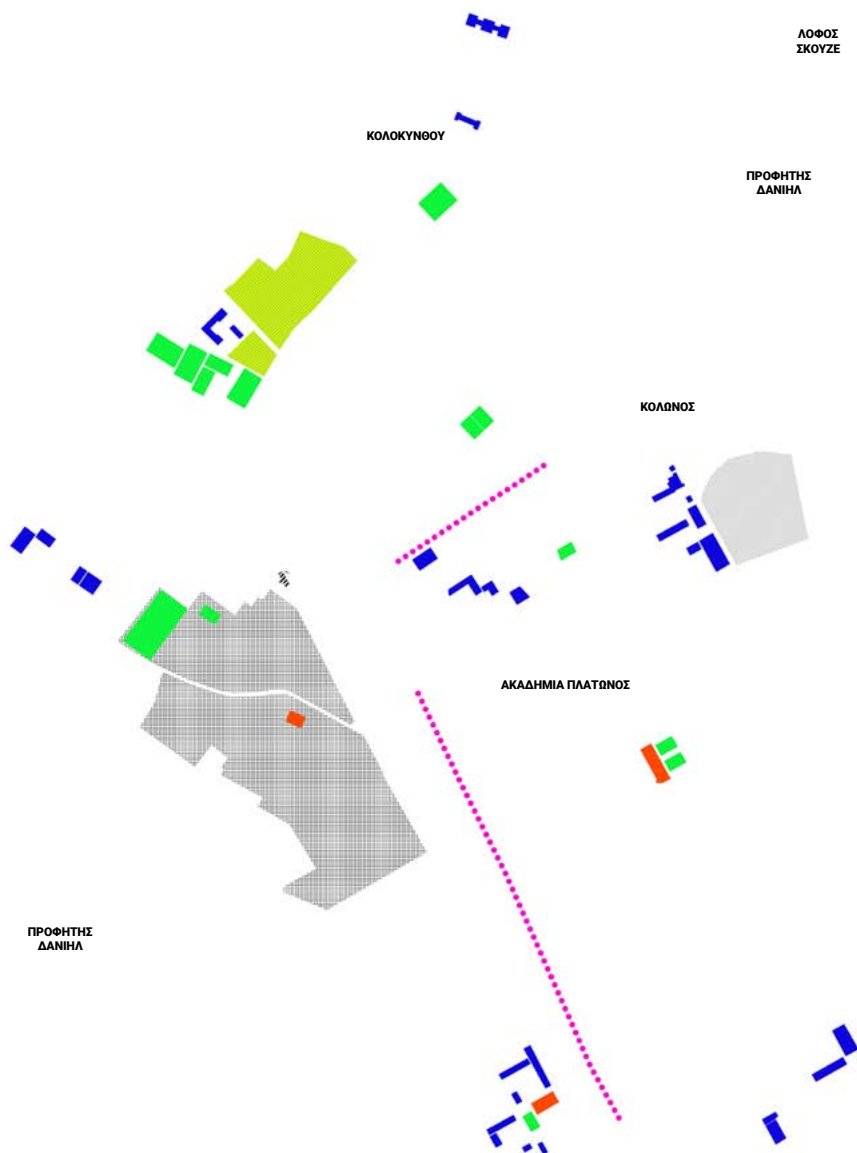 ΛΟΦΟΣ
ΣΚΟΥΖΕ
ΚΟΛΟΚΥΝΘΟΥ
ΠΡΟΦΗΤΗΣ
ΔΑΝΙΗΛ
ΚΟΛΩΝΟΣ
ΑΚΑΔΗΜΙΑ ΠΛΑΤΩΝΟΣ
ΠΡΟΦΗΤΗΣ
ΔΑΝΙΗΛ